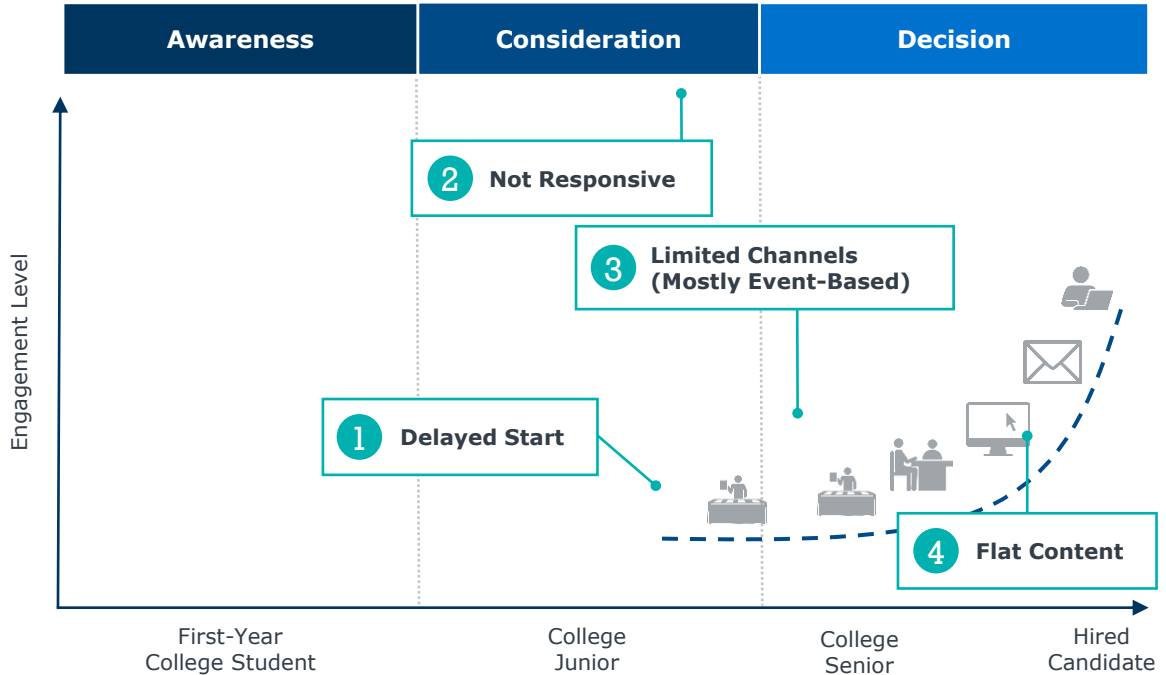 Awareness
Consideration
Decision
2 Not Responsive
3 Limited Channels
(Mostly Event-Based)
1 Delayed Start
4 Flat Content
Engagement Level
First-Year
College Student
College
Junior
College
Senior
Hired
Candidate